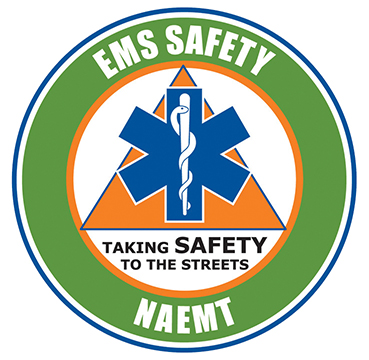 EMS SAFETY
TAKING SAFETY
TO THE STREETS
NAEMT